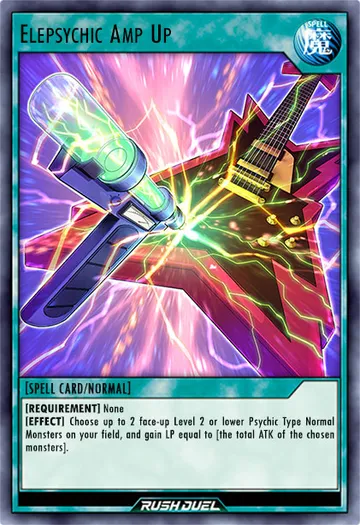 Elepsychic Amp Up
SPELL
魔
[SPELL CARD/NORMAL]
[REQUIREMENT] None
[EFFECT] Choose up to 2 face-up Level 2 or lower Psychic Type Normal
Monsters on your field, and gain LP equal to [the total ATK of the chosen
monsters].
RUSH DUEL